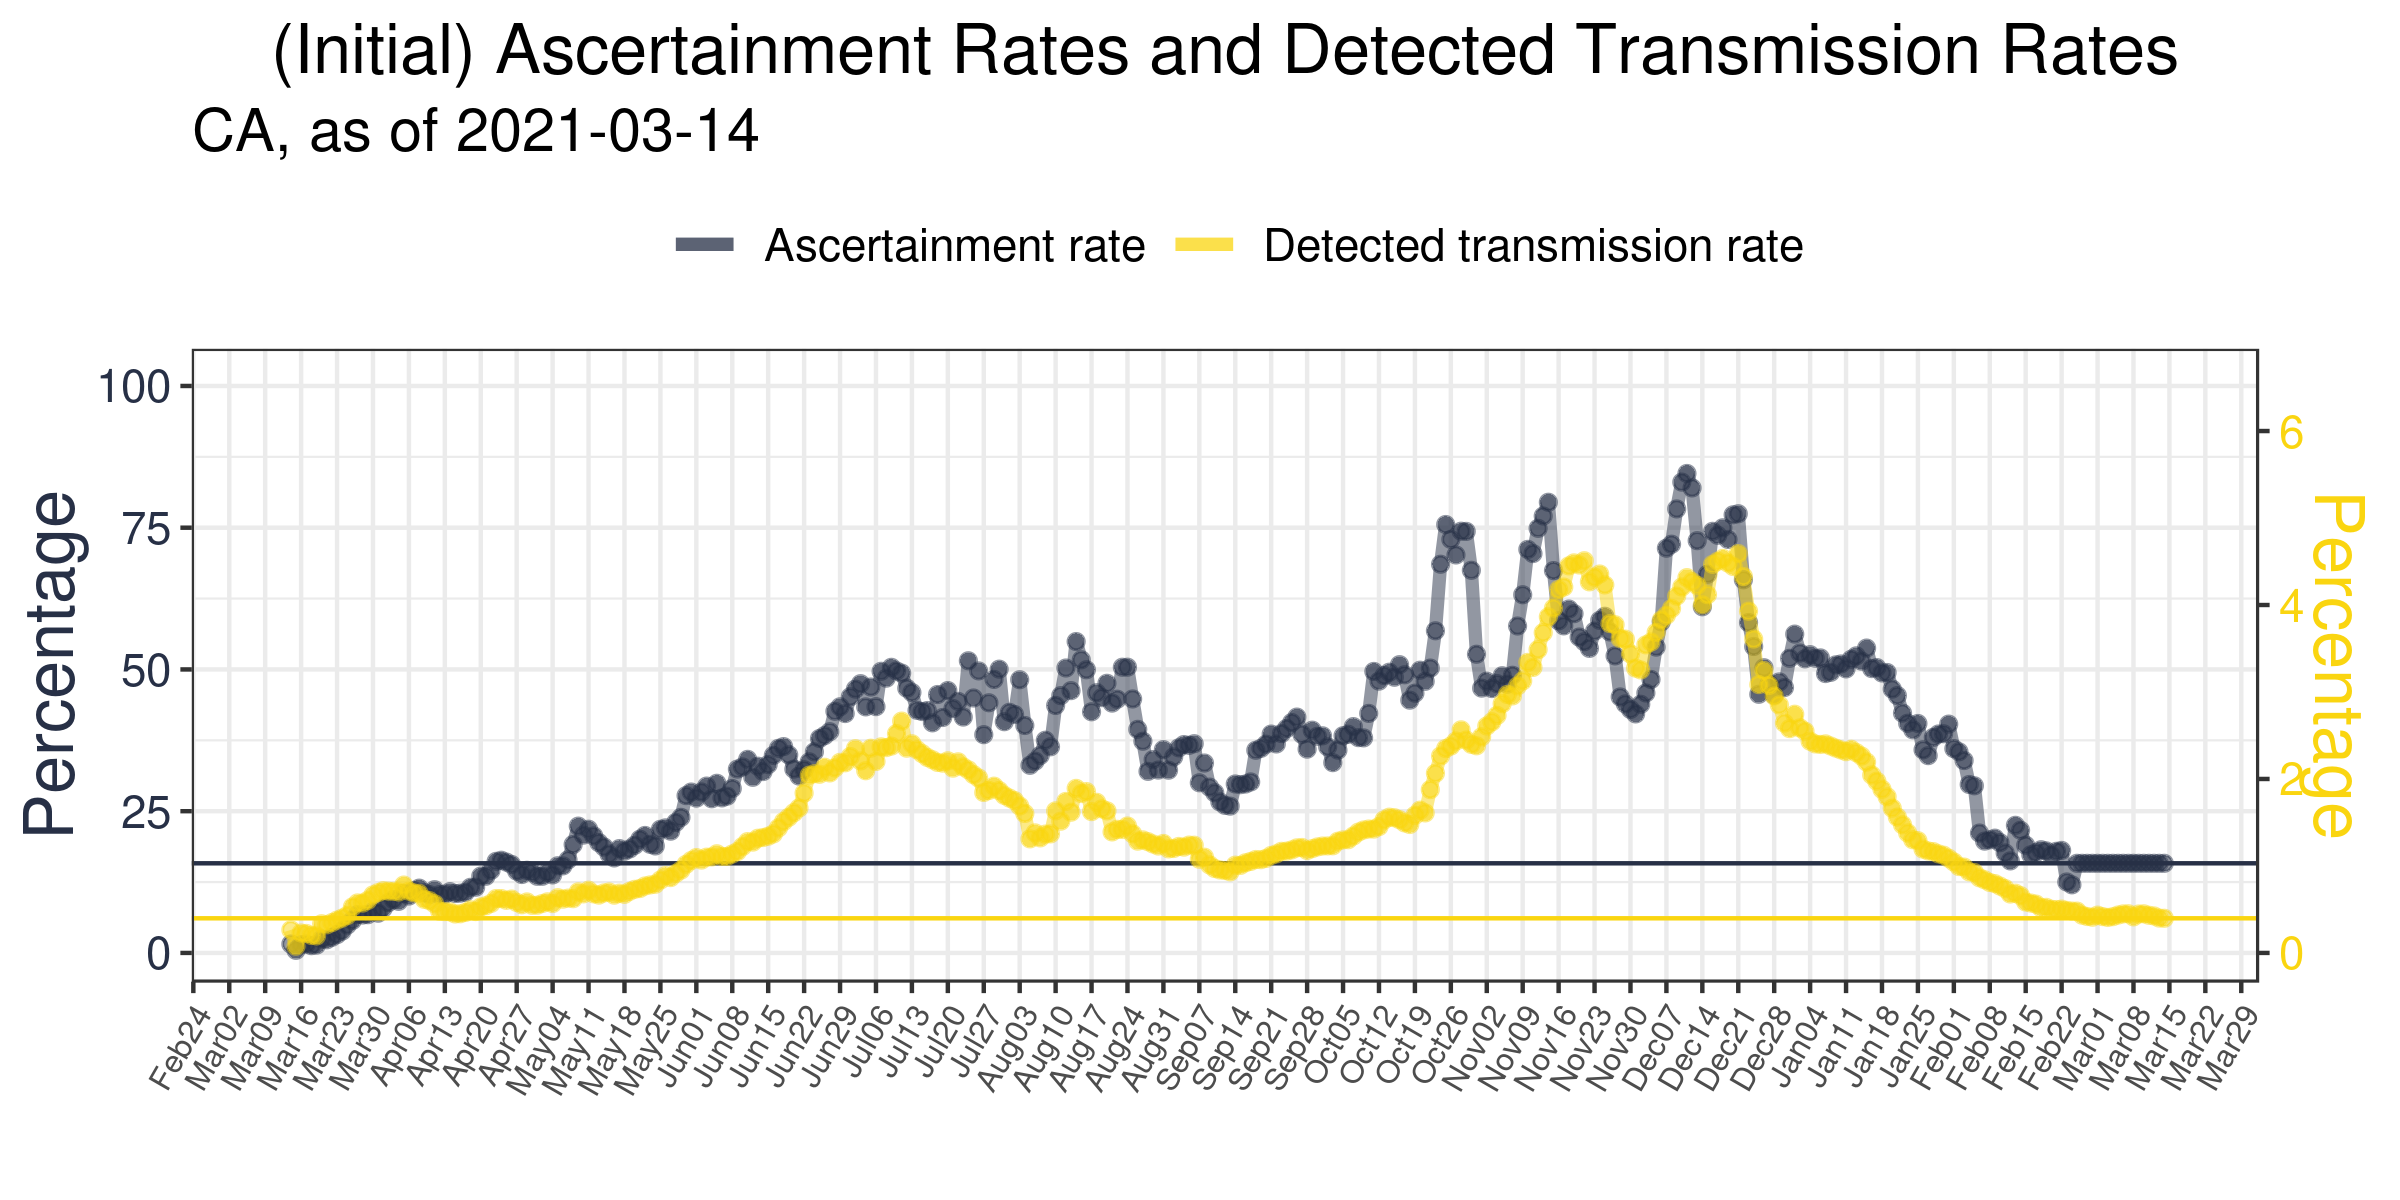 (Initial) Ascertainment Rates and Detected Transmission Rates
CA, as of 2021-03-14
Ascertainment rate Detected transmission rate
Percentage
100
75
50
25
0
6
4
2
0
Percentage
Feb24 Mar02 Mar09 Mar16 Mar23 Mar30 Apr06 Apr13 Apr20 Apr27 May04 May11 May18 May25 Jun01 Jun08 Jun15 Jun22 Jun29 Jul06 Jul13 Jul20 Jul27 Aug03 Aug10 Aug17 Aug24 Aug31 Sep07 Sep14 Sep21 Sep28 Oct05 Oct12 Oct19 Oct26 Nov02 Nov09 Nov16 Nov23 Nov30 Dec07 Dec14 Dec21 Dec28 Jan04 Jan11 Jan18 Jan25 Feb01 Feb08 Feb15 Feb22 Mar01 Mar08 Mar15 Mar22 Mar29